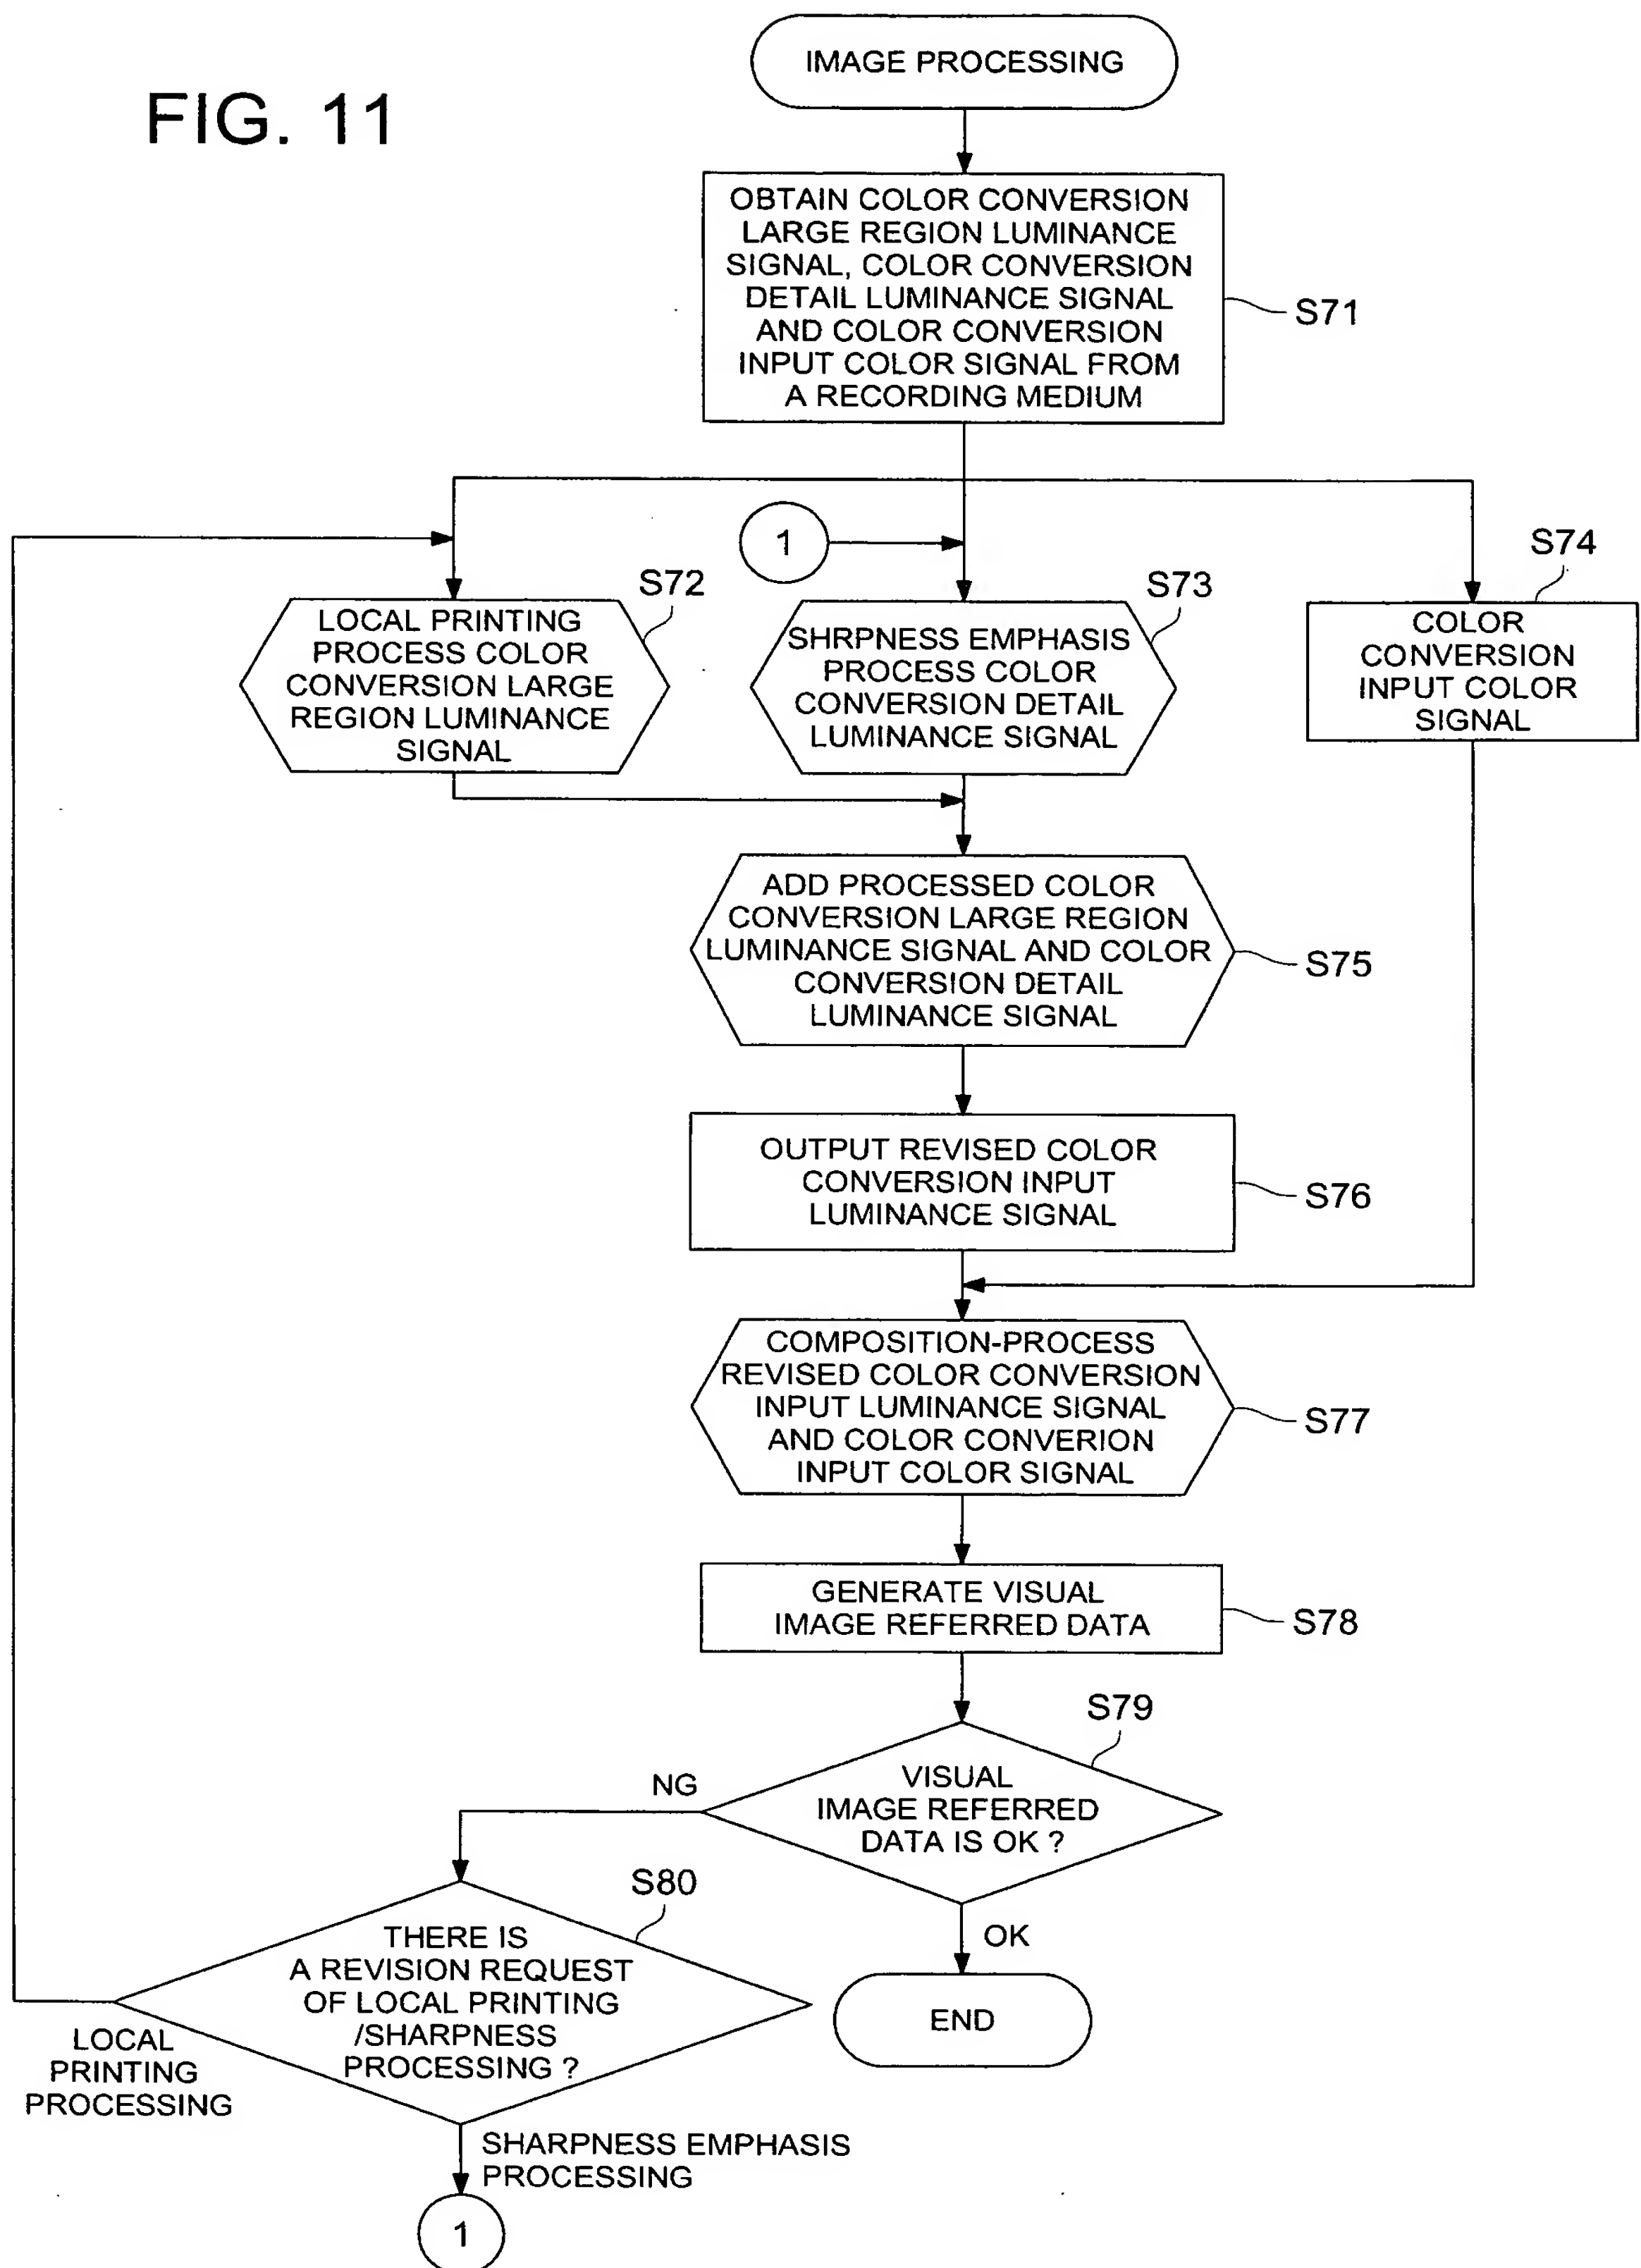 FIG. 11
IMAGE PROCESSING
OBTAIN COLOR CONVERSION
LARGE REGION LUMINANCE
SIGNAL, COLOR CONVERSION
DETAIL LUMINANCE SIGNAL
AND COLOR CONVERSION
INPUT COLOR SIGNAL FROM
A RECORDING MEDIUM
S71
1
S72
LOCAL PRINTING
PROCESS COLOR
CONVERSION LARGE
REGION LUMINANCE
SIGNAL
S73
SHRPNESS EMPHASIS
PROCESS COLOR
CONVERSION DETAIL
LUMINANCE SIGNAL
S74
COLOR
CONVERSION
INPUT COLOR
SIGNAL
ADD PROCESSED COLOR
CONVERSION LARGE REGION
LUMINANCE SIGNAL AND COLOR
CONVERSION DETAIL
LUMINANCE SIGNAL
S75
OUTPUT REVISED COLOR
CONVERSION INPUT
LUMINANCE SIGNAL
S76
COMPOSITION-PROCESS
REVISED COLOR CONVERSION
INPUT LUMINANCE SIGNAL
AND COLOR CONVERION
INPUT COLOR SIGNAL
S77
GENERATE VISUAL
IMAGE REFERRED DATA
S78
S79
VISUAL
IMAGE REFERRED
DATA IS OK ?
NG
OK
END
S80
THERE IS
A REVISION REQUEST
OF LOCAL PRINTING
/SHARPNESS
PROCESSING ?
LOCAL
PRINTING
PROCESSING
SHARPNESS EMPHASIS
PROCESSING
1